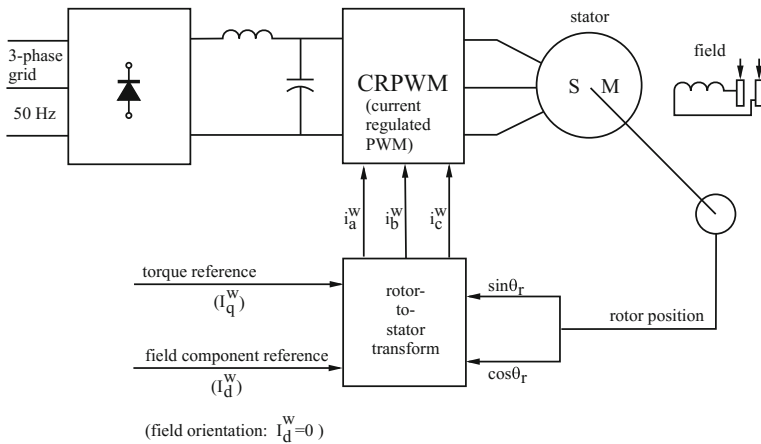 stator
3-phase
grid
50 Hz
CRPWM
(current
regulated
PWM)
S M
field
i_a^w i_b^w i_c^w
torque reference
(I_q^w)
rotor-
to-
stator
transform
sinθ_r
rotor position
field component reference
(I_d^w)
cosθ_r
(field orientation: I_d^w=0 )